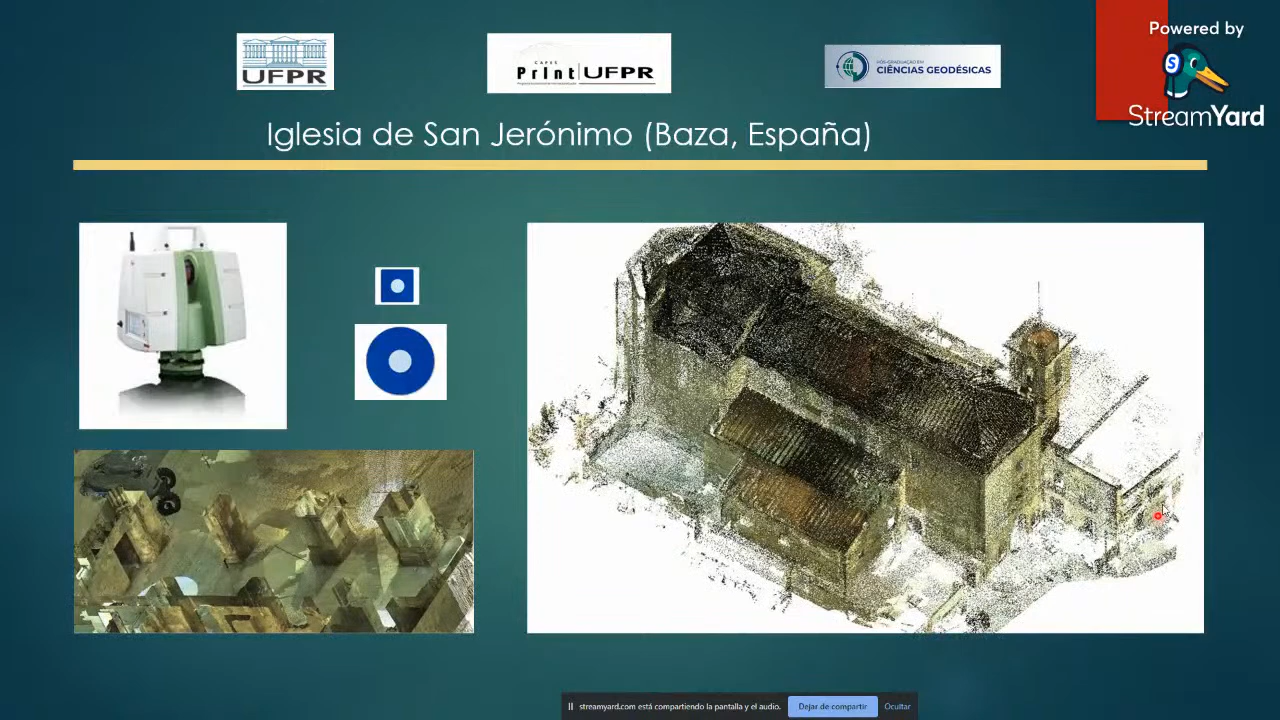 UFPR
CAPES
Print|UFPR
PÓS-GRADUAÇÃO EM
CIÊNCIAS GEODÉSICAS
Powered by
S
StreamYard
Iglesia de San Jerónimo (Baza, España)
streamyard.com está compartiendo la pantalla y el audio.
Dejar de compartir
Ocultar